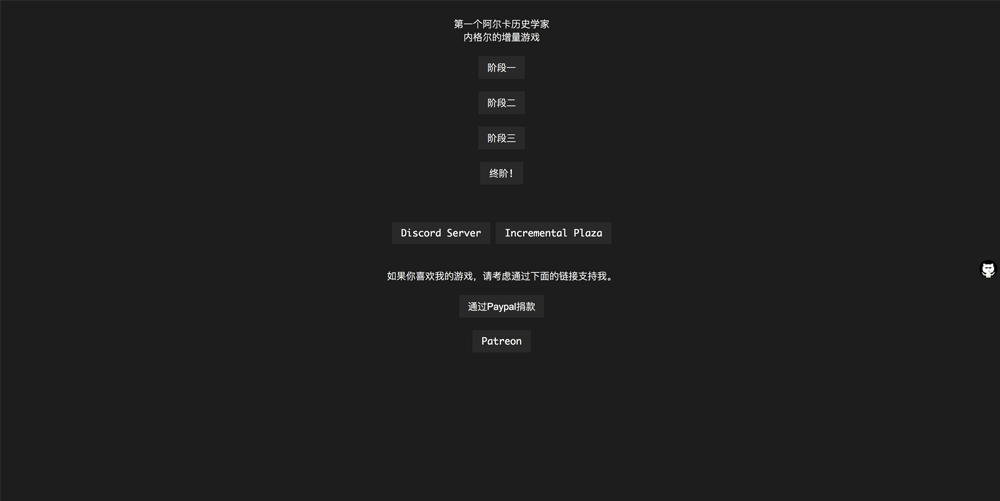 第一个阿尔卡历史学家
内格尔的增量游戏
阶段一
阶段二
阶段三
终阶!
Discord Server Incremental Plaza
如果你喜欢我的游戏，请考虑通过下面的链接支持我。
通过Paypal捐款
Patreon